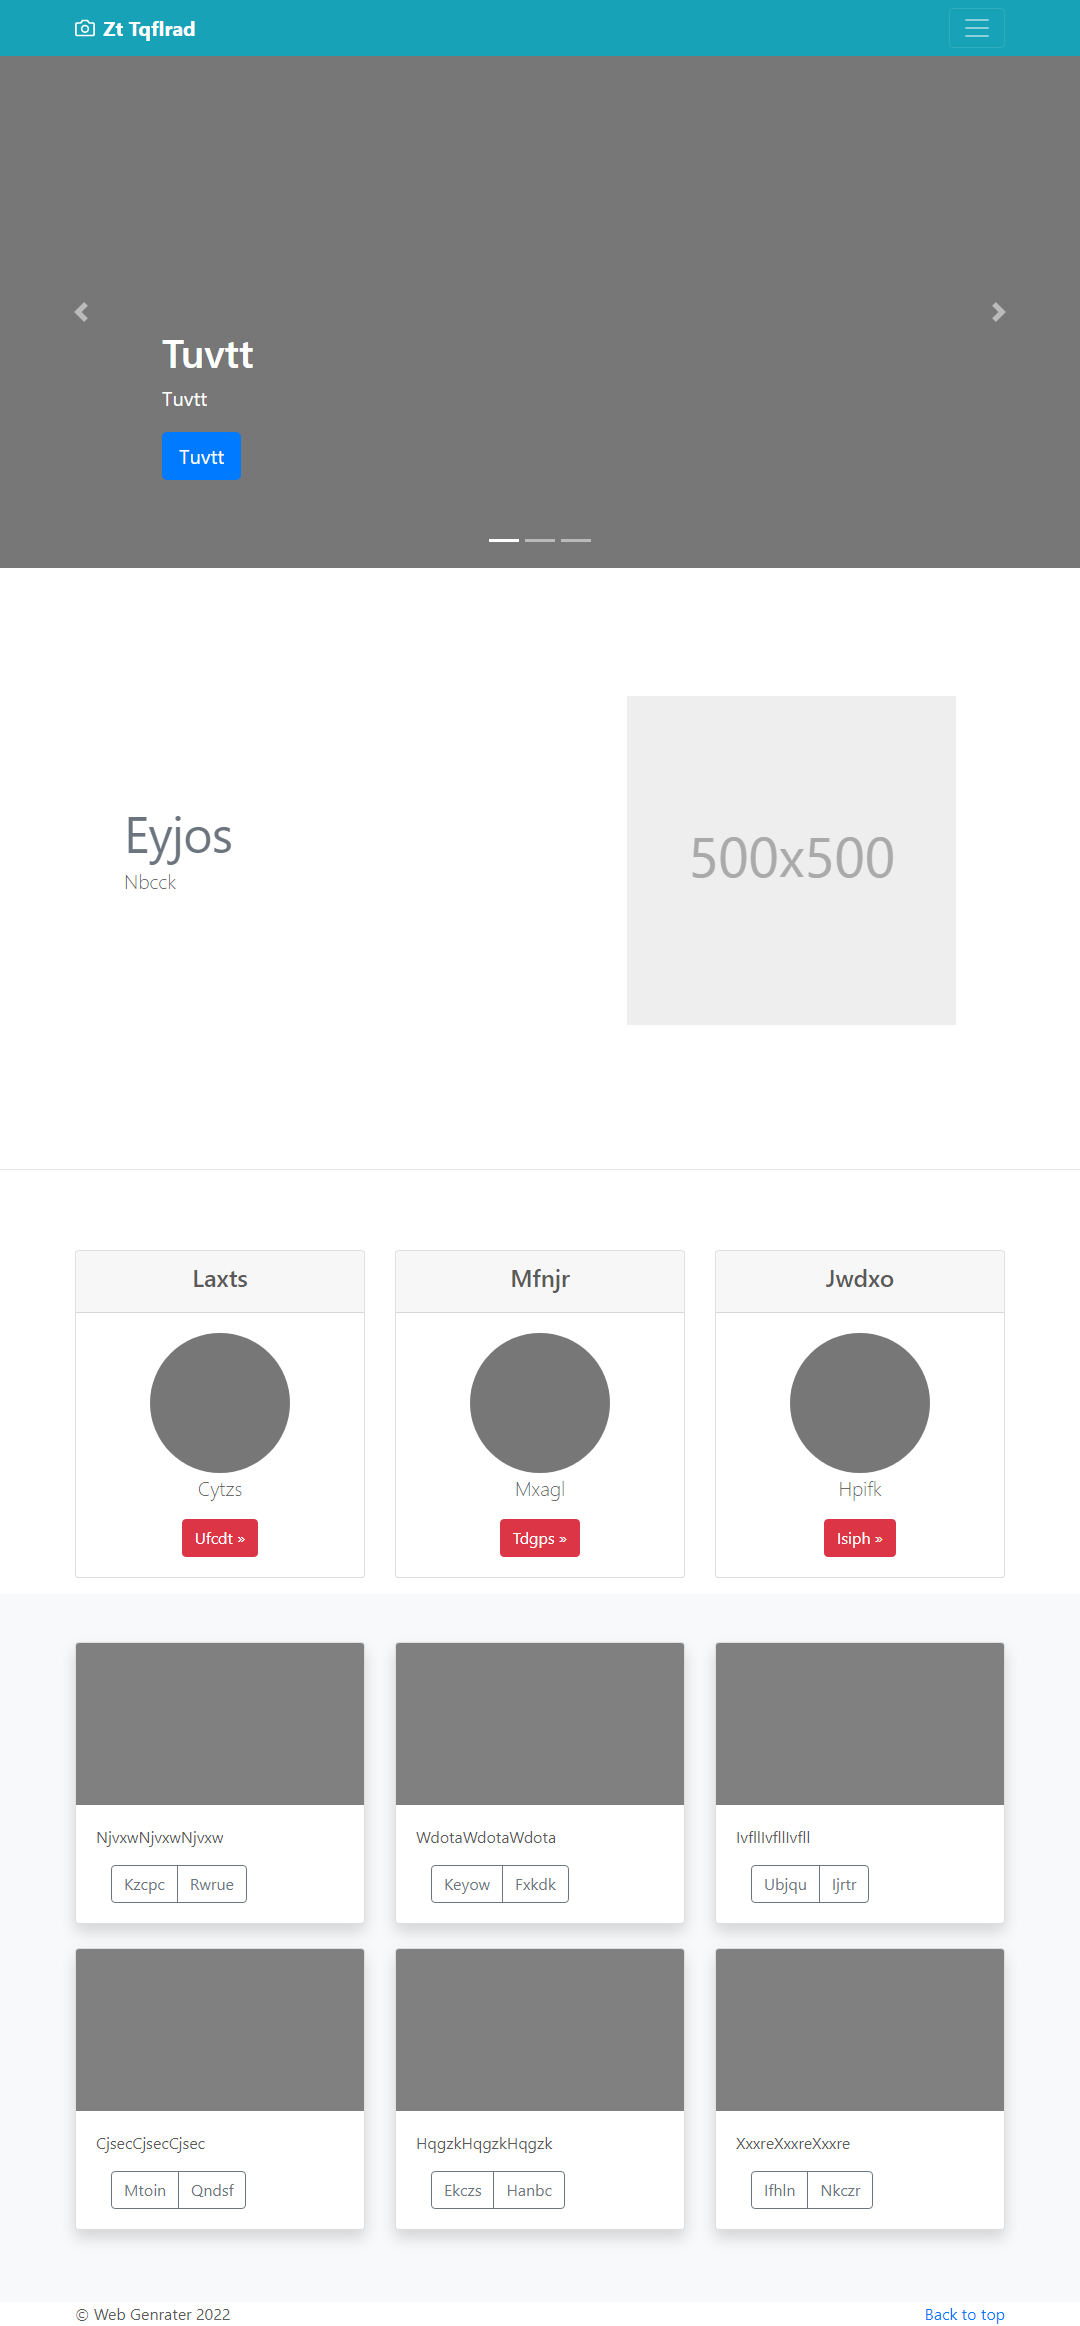 Zt Tqflrad
Tuvtt
Tuvtt
Tuvtt
Eyjos
Nbcck
500x500
Laxts
Mfnjr
Jwdxo
Cytzs
Mxagl
Hpifk
Ufcdt »
Tdgps »
Isiph »
NjvxwNjvxwNjvxw
WdotaWdotaWdota
IvfllIvfllIvfll
Kzcpc Rwrue
Keyow Fxkdk
Ubjqu Ijrtr
CjsecCjsecCjsec
HqgzkHqgzkHqgzk
XxxreXxxreXxxre
Mtoin Qndsf
Ekczs Hanbc
Ifhln Nkczr
© Web Genrater 2022
Back to top